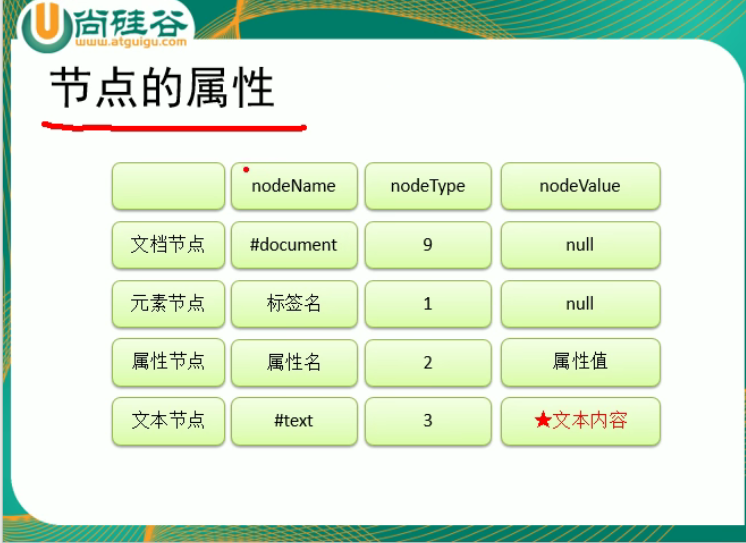 尚硅谷
www.atguigu.com
节点的属性
nodeName nodeType nodeValue
文档节点 #document 9 null
元素节点 标签名 1 null
属性节点 属性名 2 属性值
文本节点 #text 3 ★文本内容